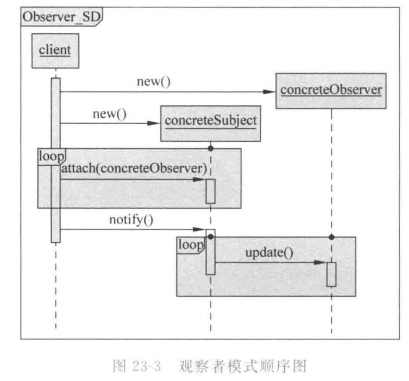 Observer_SD
client
new()
concreteObserver
new()
concreteSubject
loop
attach(concreteObserver)
notify()
loop
update()
图 23-3 观察者模式顺序图